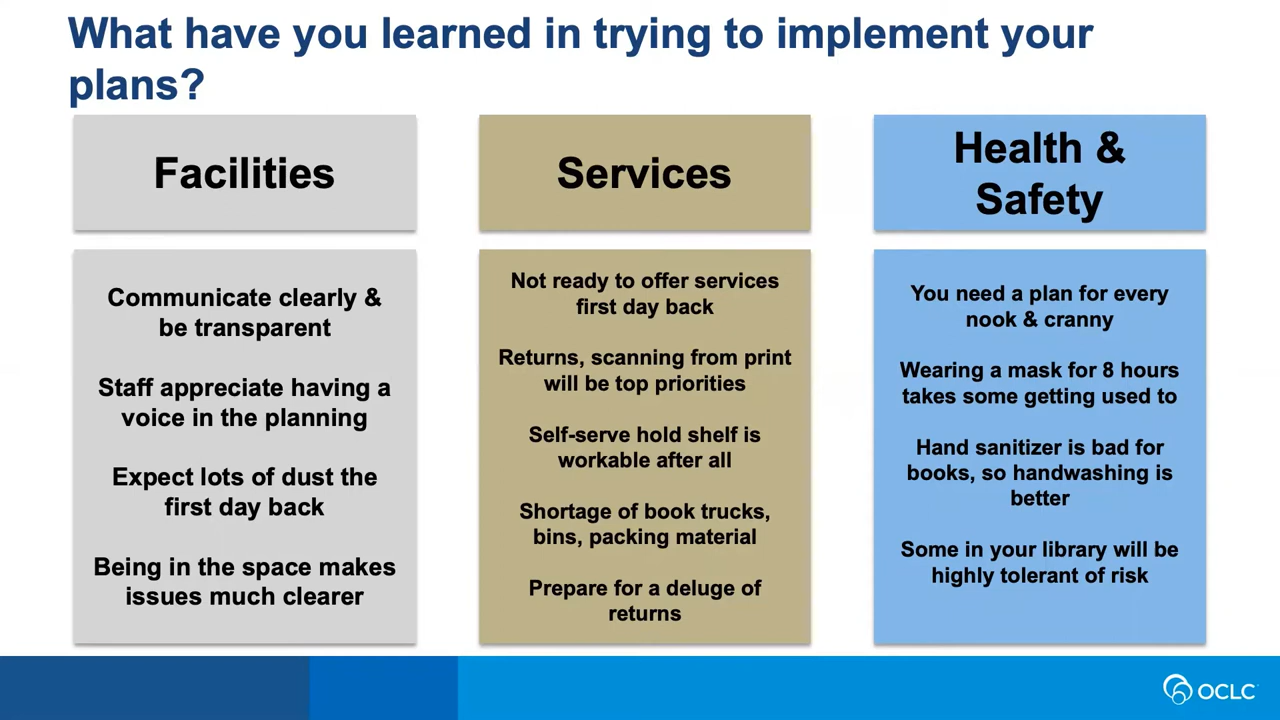 What have you learned in trying to implement your
plans?
Facilities
Communicate clearly &
be transparent
Staff appreciate having a
voice in the planning
Expect lots of dust the
first day back
Being in the space makes
issues much clearer
Services
Not ready to offer services
first day back
Returns, scanning from print
will be top priorities
Self-serve hold shelf is
workable after all
Shortage of book trucks,
bins, packing material
Prepare for a deluge of
returns
Health &
Safety
You need a plan for every
nook & cranny
Wearing a mask for 8 hours
takes some getting used to
Hand sanitizer is bad for
books, so handwashing is
better
Some in your library will be
highly tolerant of risk
OCLC